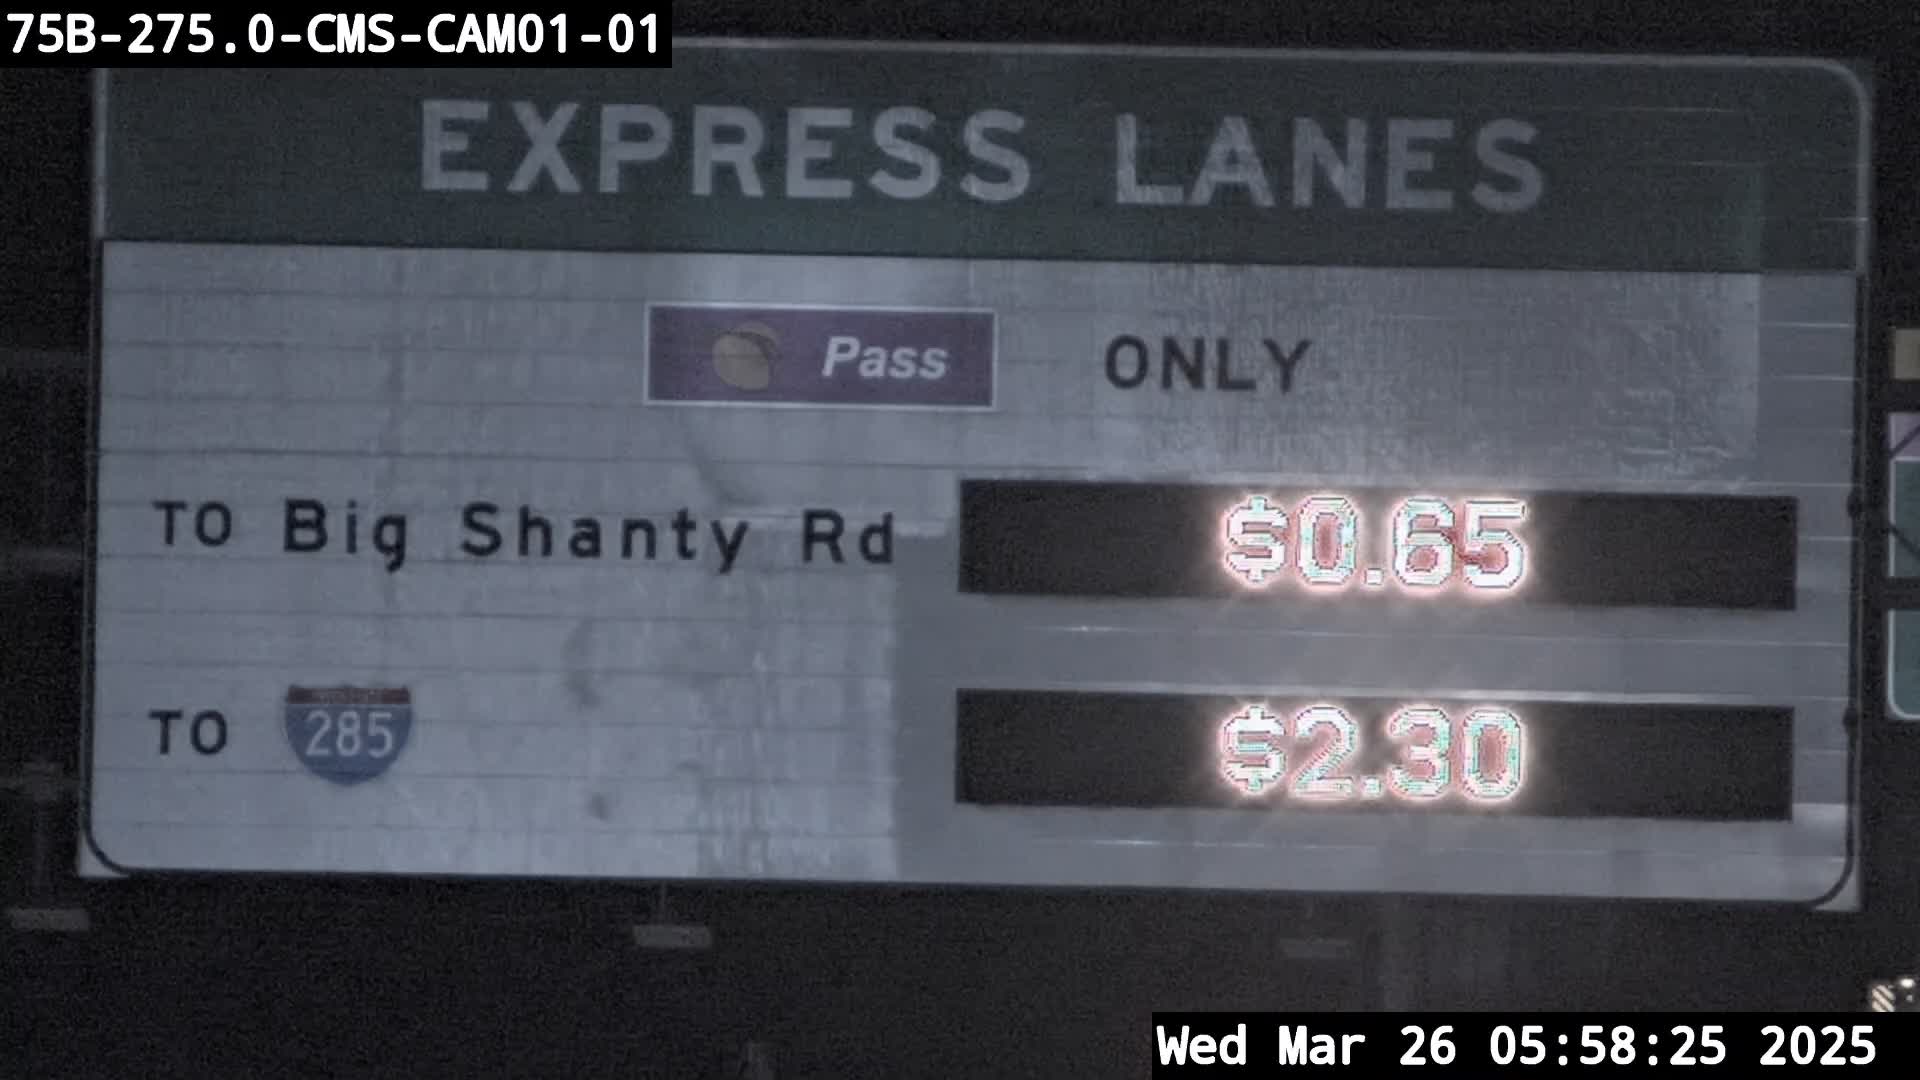 75B-275.0-CMS-CAM01-01
EXPRESS LANES
Pass ONLY
TO Big Shanty Rd $0.65
TO 285 $2.30
Wed Mar 26 05:58:25 2025